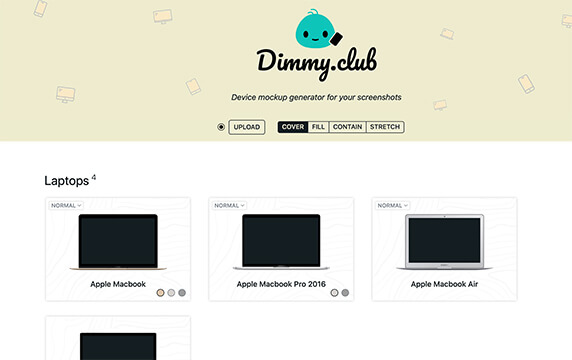 Dimmy.club
Device mockup generator for your screenshots
UPLOAD COVER FILL CONTAIN STRETCH
Laptops 4
NORMAL NORMAL NORMAL
Apple Macbook Apple Macbook Pro 2016 Apple Macbook Air